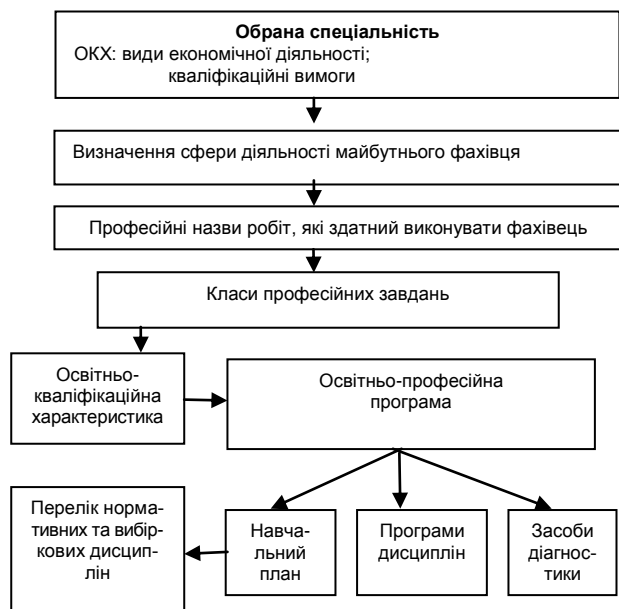 Обрана спеціальність
ОКХ: види економічної діяльності;
кваліфікаційні вимоги
Визначення сфери діяльності майбутнього фахівця
Професійні назви робіт, які здатний виконувати фахівець
Класи професійних завдань
Освітньо-
кваліфікаційна
характеристика
Освітньо-професійна
програма
Перелік норма-
тивних та вибір-
кових дисцип-
лін
Навча-
льний
план
Програми
дисциплін
Засоби
діагнос-
тики